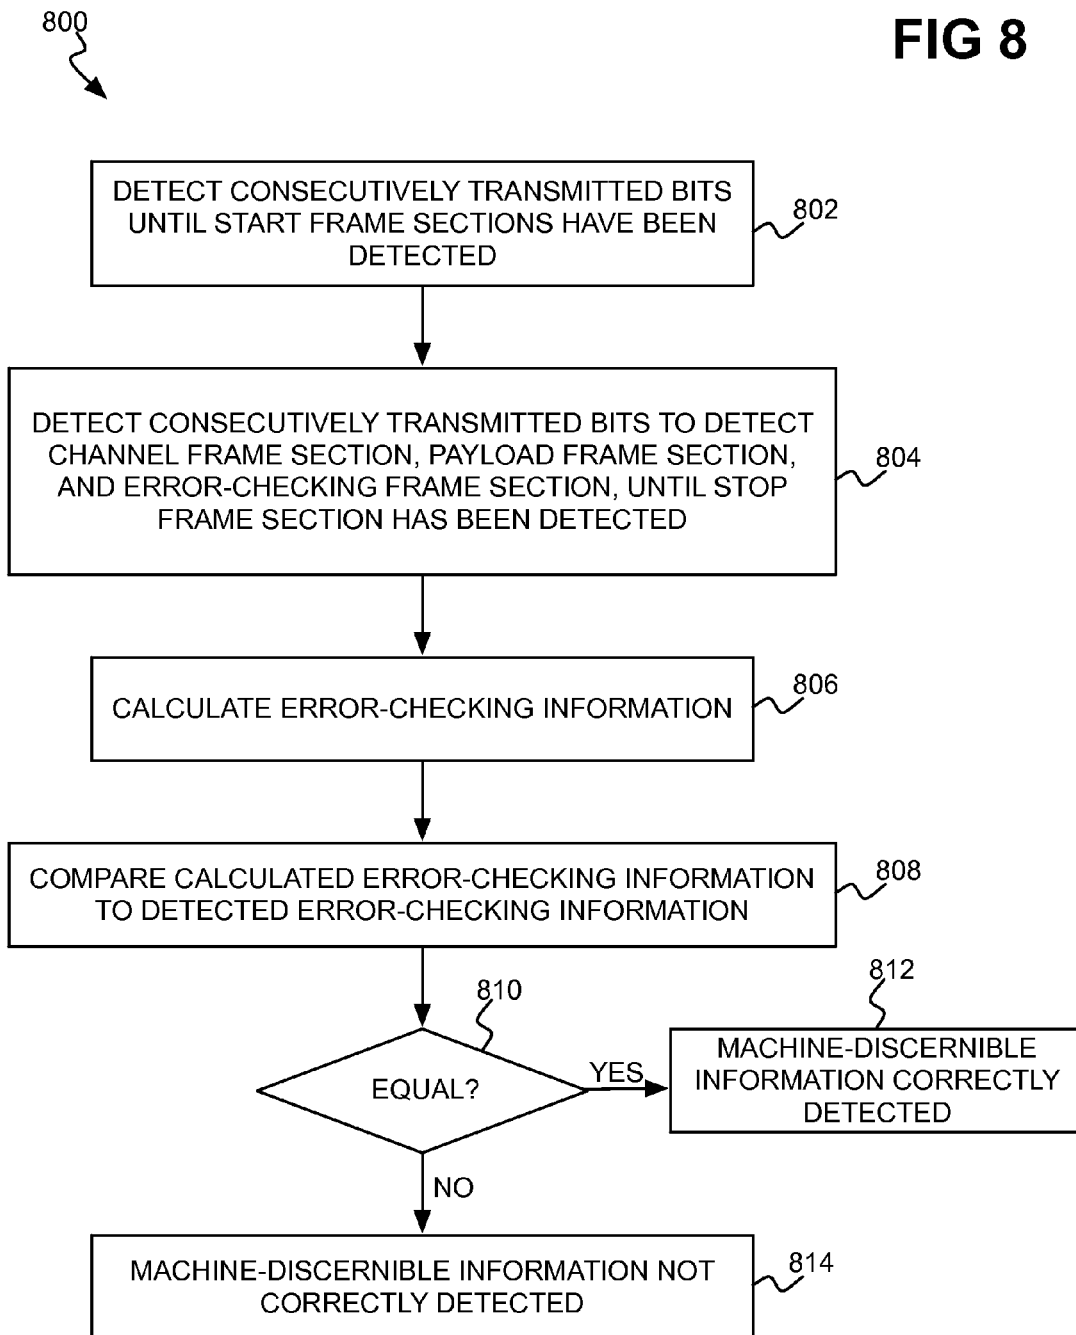 800
FIG 8
DETECT CONSECUTIVELY TRANSMITTED BITS
UNTIL START FRAME SECTIONS HAVE BEEN
DETECTED
802
DETECT CONSECUTIVELY TRANSMITTED BITS TO DETECT
CHANNEL FRAME SECTION, PAYLOAD FRAME SECTION,
AND ERROR-CHECKING FRAME SECTION, UNTIL STOP
FRAME SECTION HAS BEEN DETECTED
804
CALCULATE ERROR-CHECKING INFORMATION
806
COMPARE CALCULATED ERROR-CHECKING INFORMATION
TO DETECTED ERROR-CHECKING INFORMATION
808
810
EQUAL?
YES
812
MACHINE-DISCERNIBLE
INFORMATION CORRECTLY
DETECTED
NO
MACHINE-DISCERNIBLE INFORMATION NOT
CORRECTLY DETECTED
814